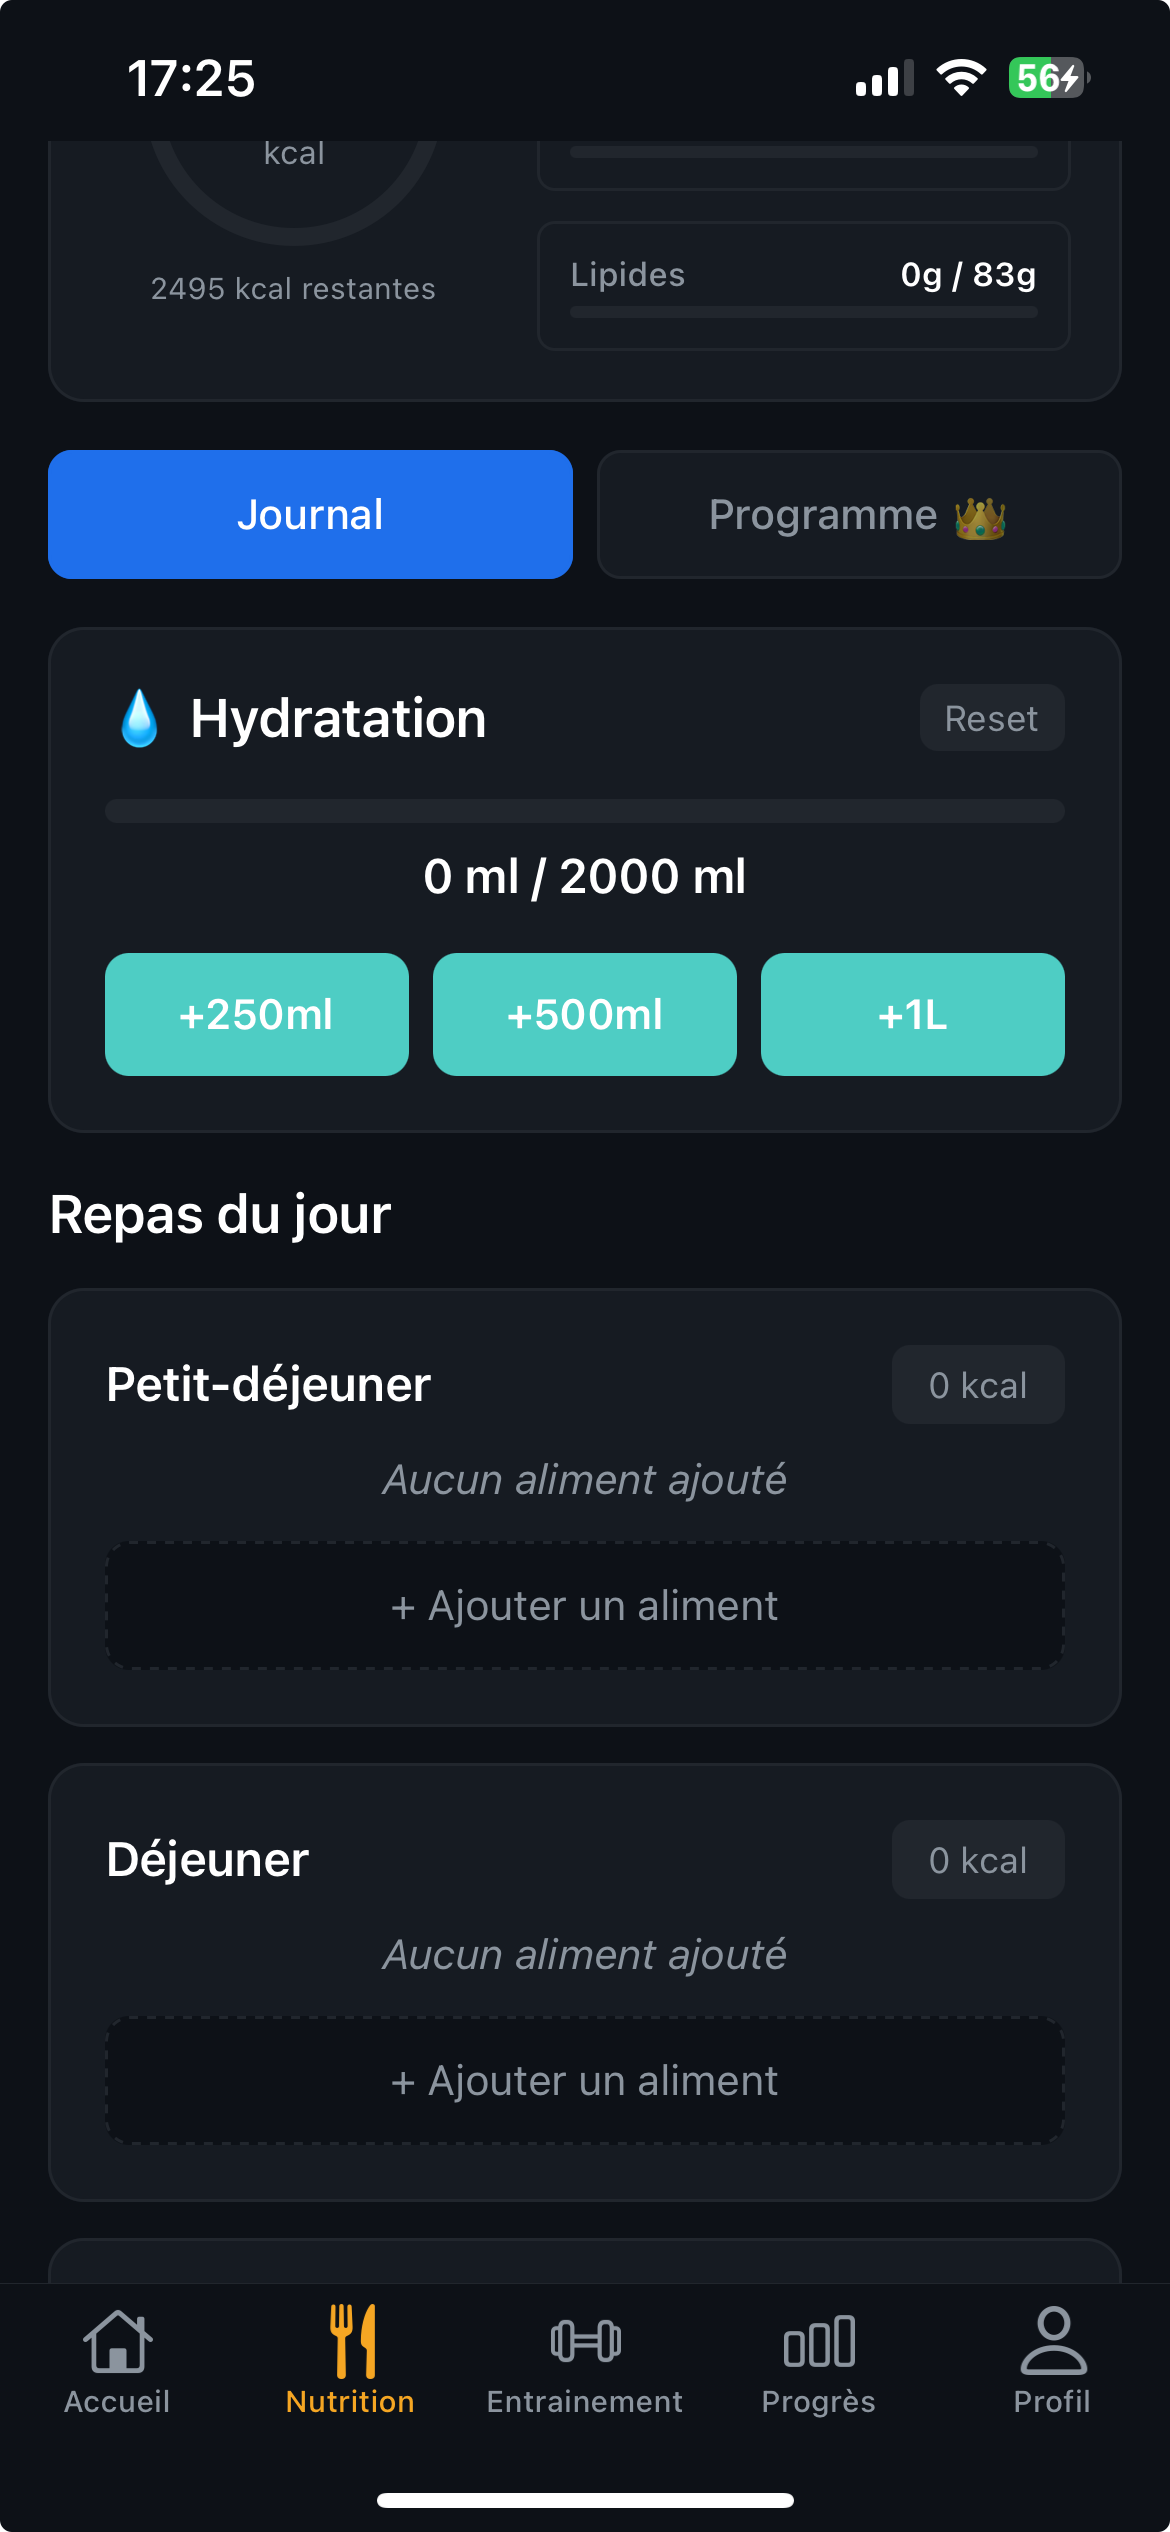 17:25
56
kcal
2495 kcal restantes
Lipides 0g / 83g
Journal
Programme 👑
💧 Hydratation
Reset
0 ml / 2000 ml
+250ml
+500ml
+1L
Repas du jour
Petit-déjeuner
0 kcal
Aucun aliment ajouté
+ Ajouter un aliment
Déjeuner
0 kcal
Aucun aliment ajouté
+ Ajouter un aliment
Accueil
Nutrition
Entrainement
Progrès
Profil